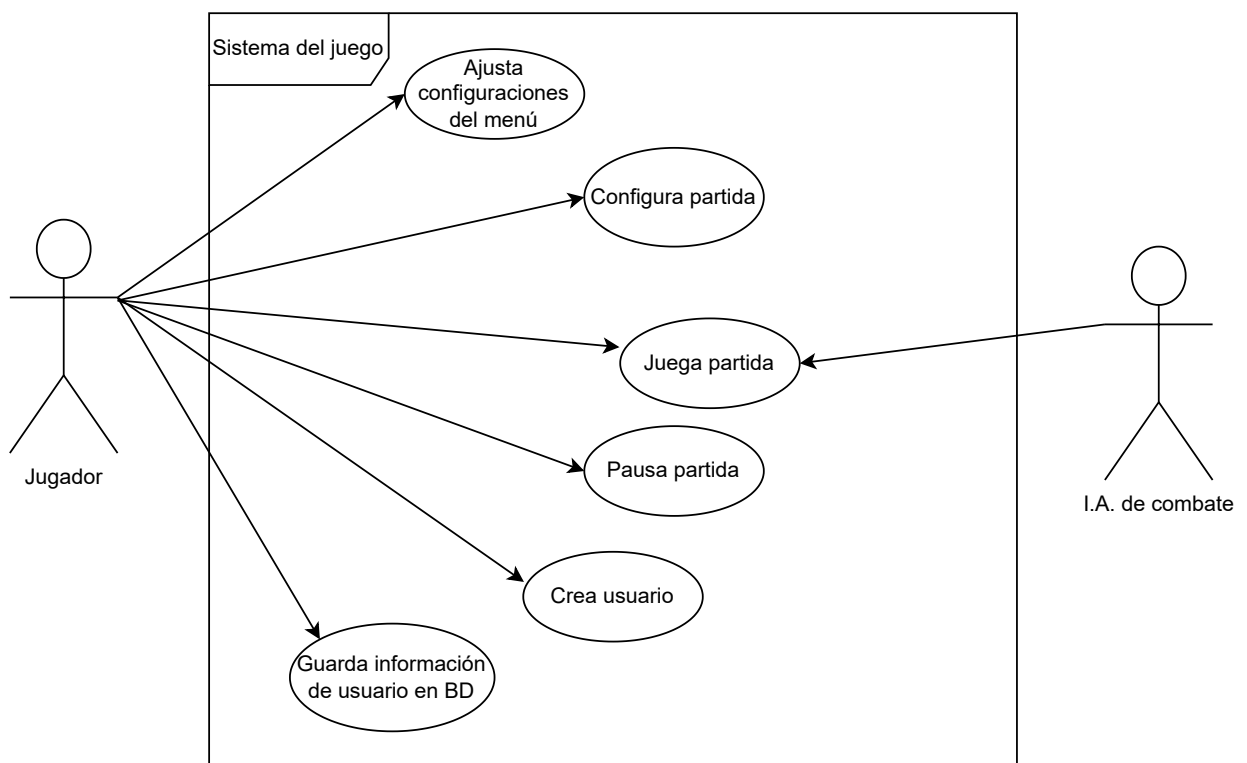 Sistema del juego
Ajusta
configuraciones
del menú
Configura partida
Juega partida
Jugador
Pausa partida
I.A. de combate
Crea usuario
Guarda información
de usuario en BD